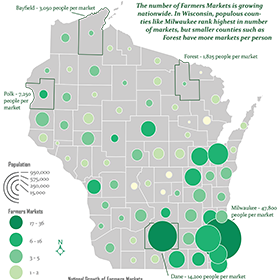 Bayfield - 3,050 people per market
The number of Farmers Markets is growing
nationwide. In Wisconsin, populous coun-
ties like Milwaukee rank highest in number
of markets, but smaller counties such as
Forest have more markets per person
Forest - 1,825 people per market
Polk - 7,250
people per market
Population
950,000
575,000
250,000
15,000
Farmers Markets
17 - 36
6 - 16
3 - 5
1 - 2
N
Milwaukee - 47,800
people per market
Dane - 14,200 people per market
National Growth of Farmers Markets